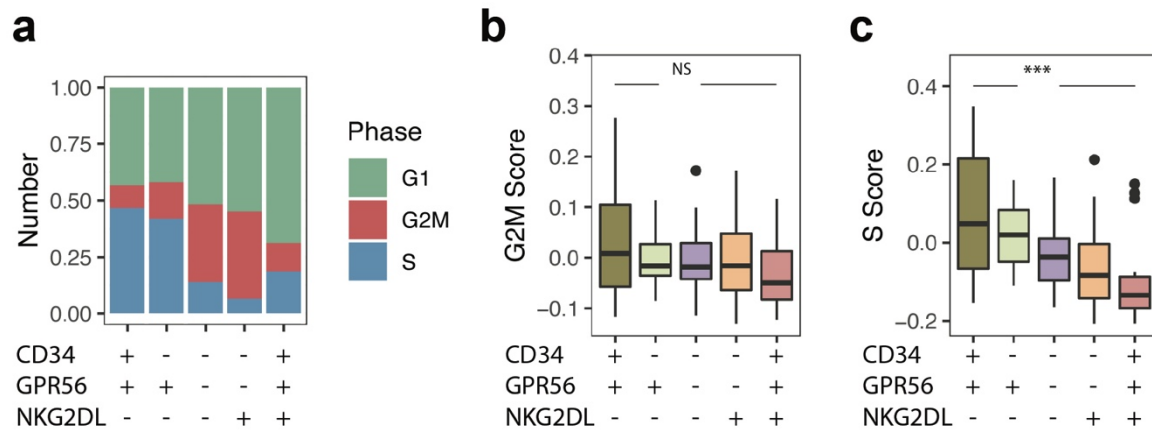 a
1.00
0.75
0.50
0.25
0.00
Number
Phase
G1
G2M
S
CD34 + - - - +
GPR56 + + - - +
NKG2DL - - - + +
b
0.4
0.3
0.2
0.1
0.0
−0.1
G2M Score
NS
CD34 + - - - +
GPR56 + + - - +
NKG2DL - - - + +
c
0.4
0.2
0.0
−0.2
S Score
***
CD34 + - - - +
GPR56 + + - - +
NKG2DL - - - + +